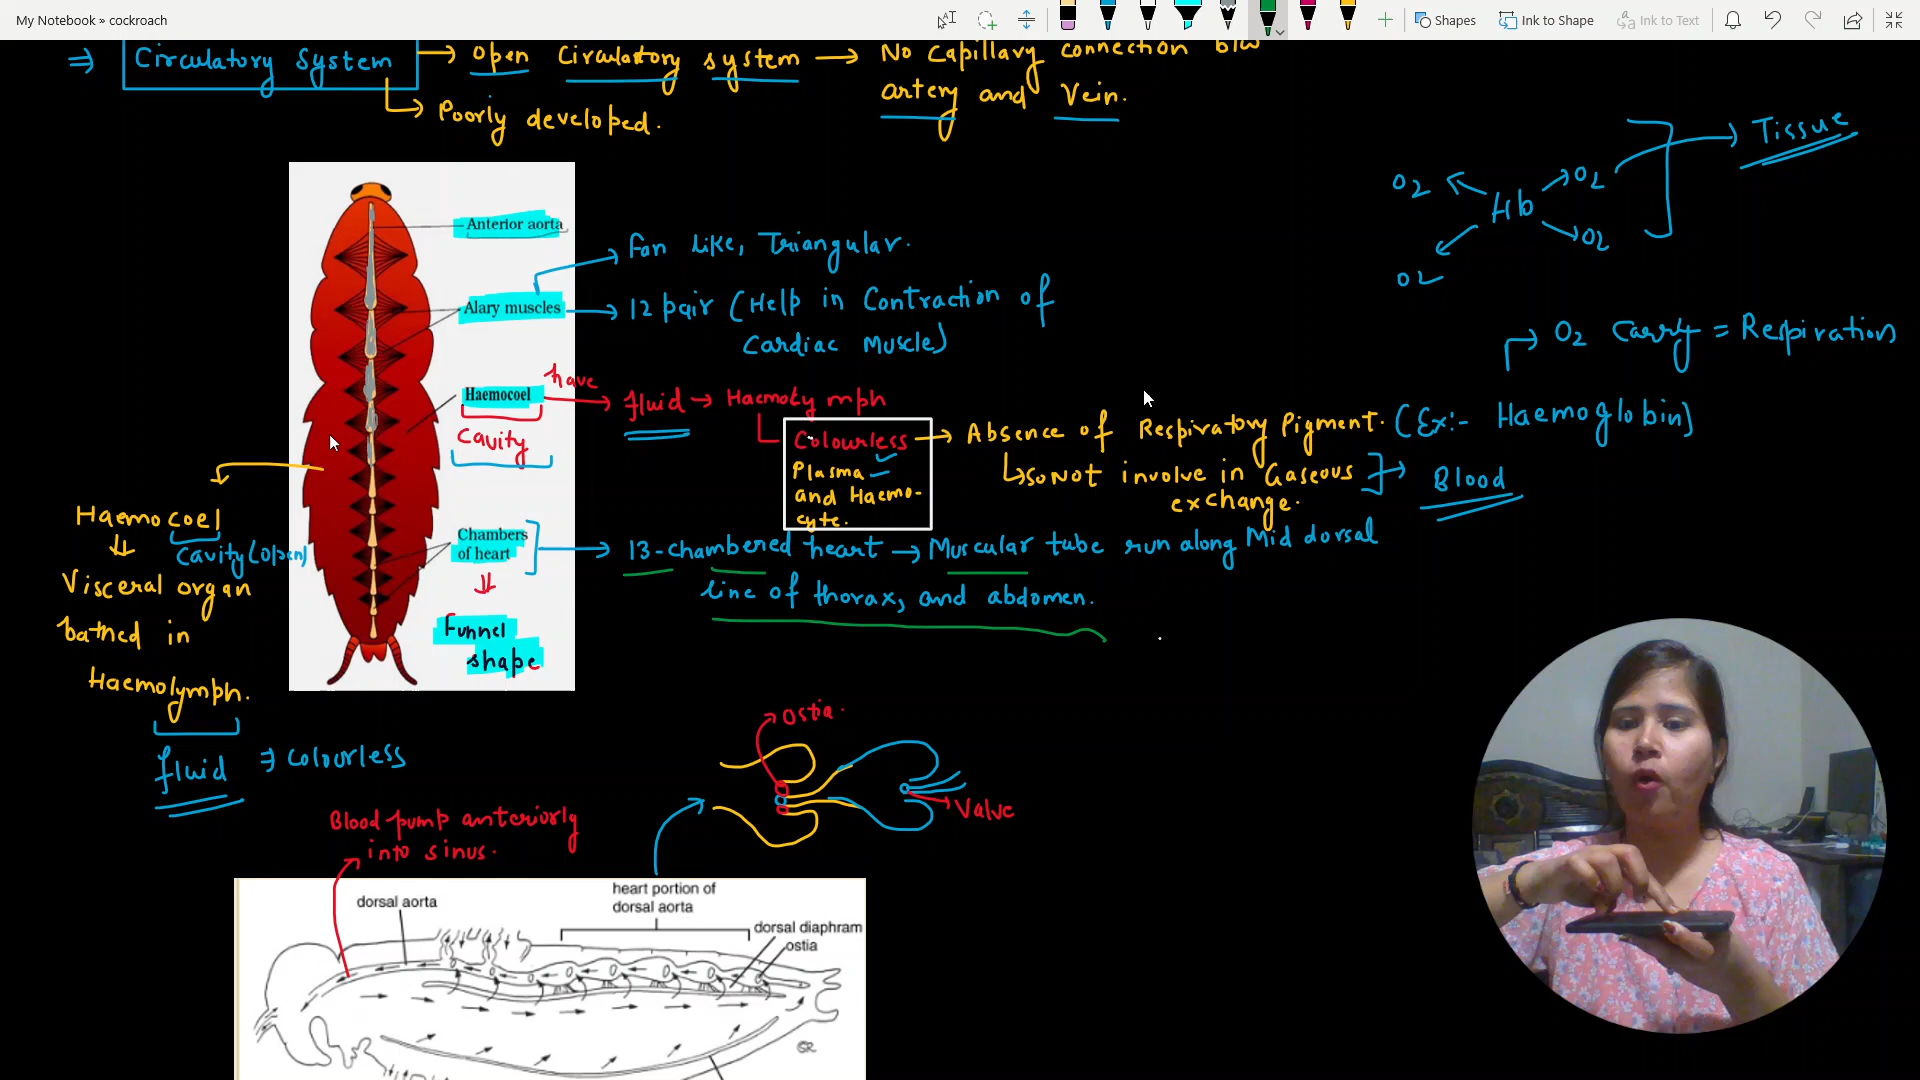 My Notebook » cockroach
Shapes
Ink to Shape
Ink to Text
⇒ Circulatory System → open Circulatory system → No Capillary connection b/w
artery and Vein.
→ Poorly developed.
Tissue
O2 Hb O2
O2 O2
Anterior aorta
Fan like, Triangular.
Alary muscles → 12 pair (Help in Contraction of
Cardiac Muscle)
→ O2 Carry = Respiration
Haemocoel have → fluid → Haemolymph
Cavity
Colourless → Absence of Respiratory Pigment. (Ex:- Haemoglobin)
Plasma
and Haemo-
cyte.
↳ so not involve in Gaseous
exchange.
→ Blood
Haemocoel
Cavity (open)
Visceral organ
bathed in
Haemolymph.
fluid ⇒ Colourless
Chambers
of heart
→ 13-chambered heart → Muscular tube run along Mid dorsal
line of thorax, and abdomen.
Funnel
shape
Ostia.
Valve
Blood pump anteriorly
into sinus.
dorsal aorta
heart portion of
dorsal aorta
dorsal diaphram
ostia